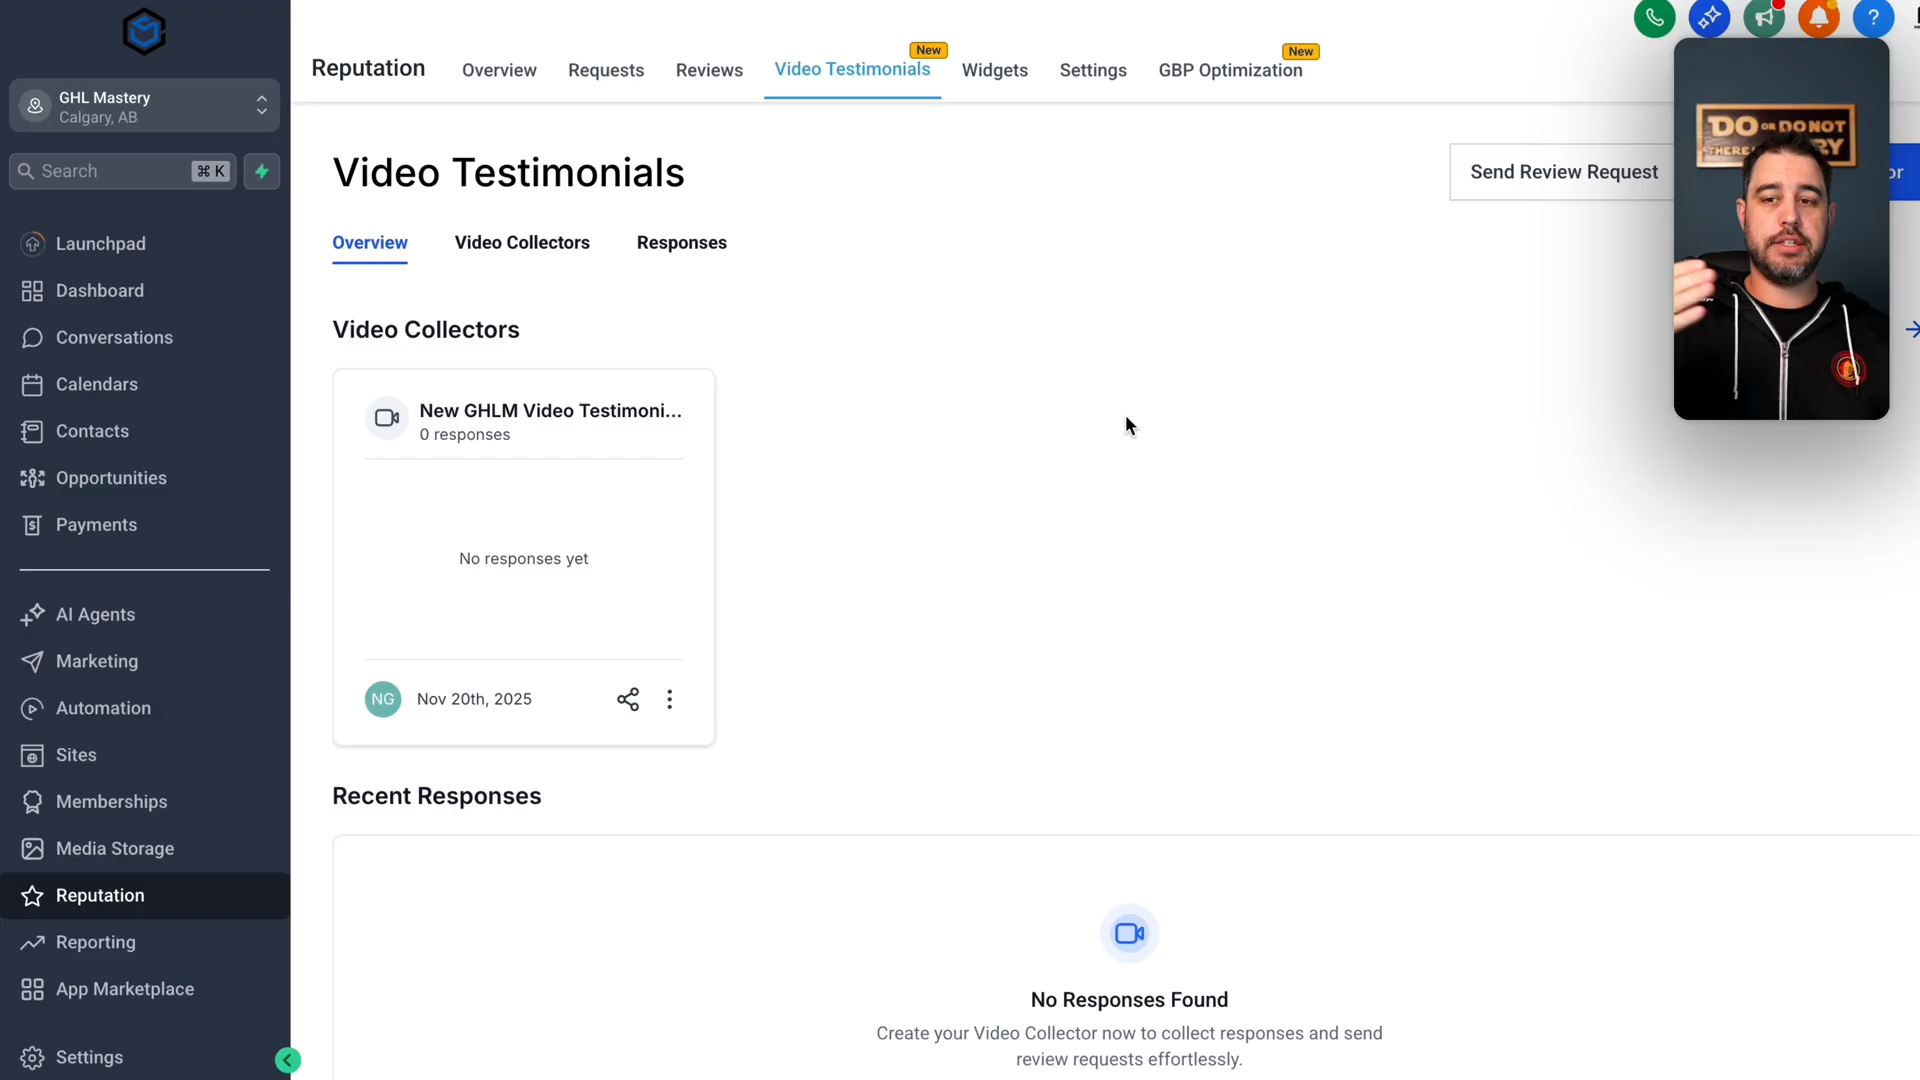 GHL Mastery
Calgary, AB
Search
⌘ K
Launchpad
Dashboard
Conversations
Calendars
Contacts
Opportunities
Payments
AI Agents
Marketing
Automation
Sites
Memberships
Media Storage
Reputation
Reporting
App Marketplace
Settings
Reputation
Overview
Requests
Reviews
Video Testimonials
New
Widgets
Settings
GBP Optimization
New
?
Video Testimonials
Send Review Request
or
DO OR DO NOT
THERE
RY
Overview
Video Collectors
Responses
Video Collectors
New GHLM Video Testimoni...
0 responses
No responses yet
NG
Nov 20th, 2025
Recent Responses
No Responses Found
Create your Video Collector now to collect responses and send
review requests effortlessly.